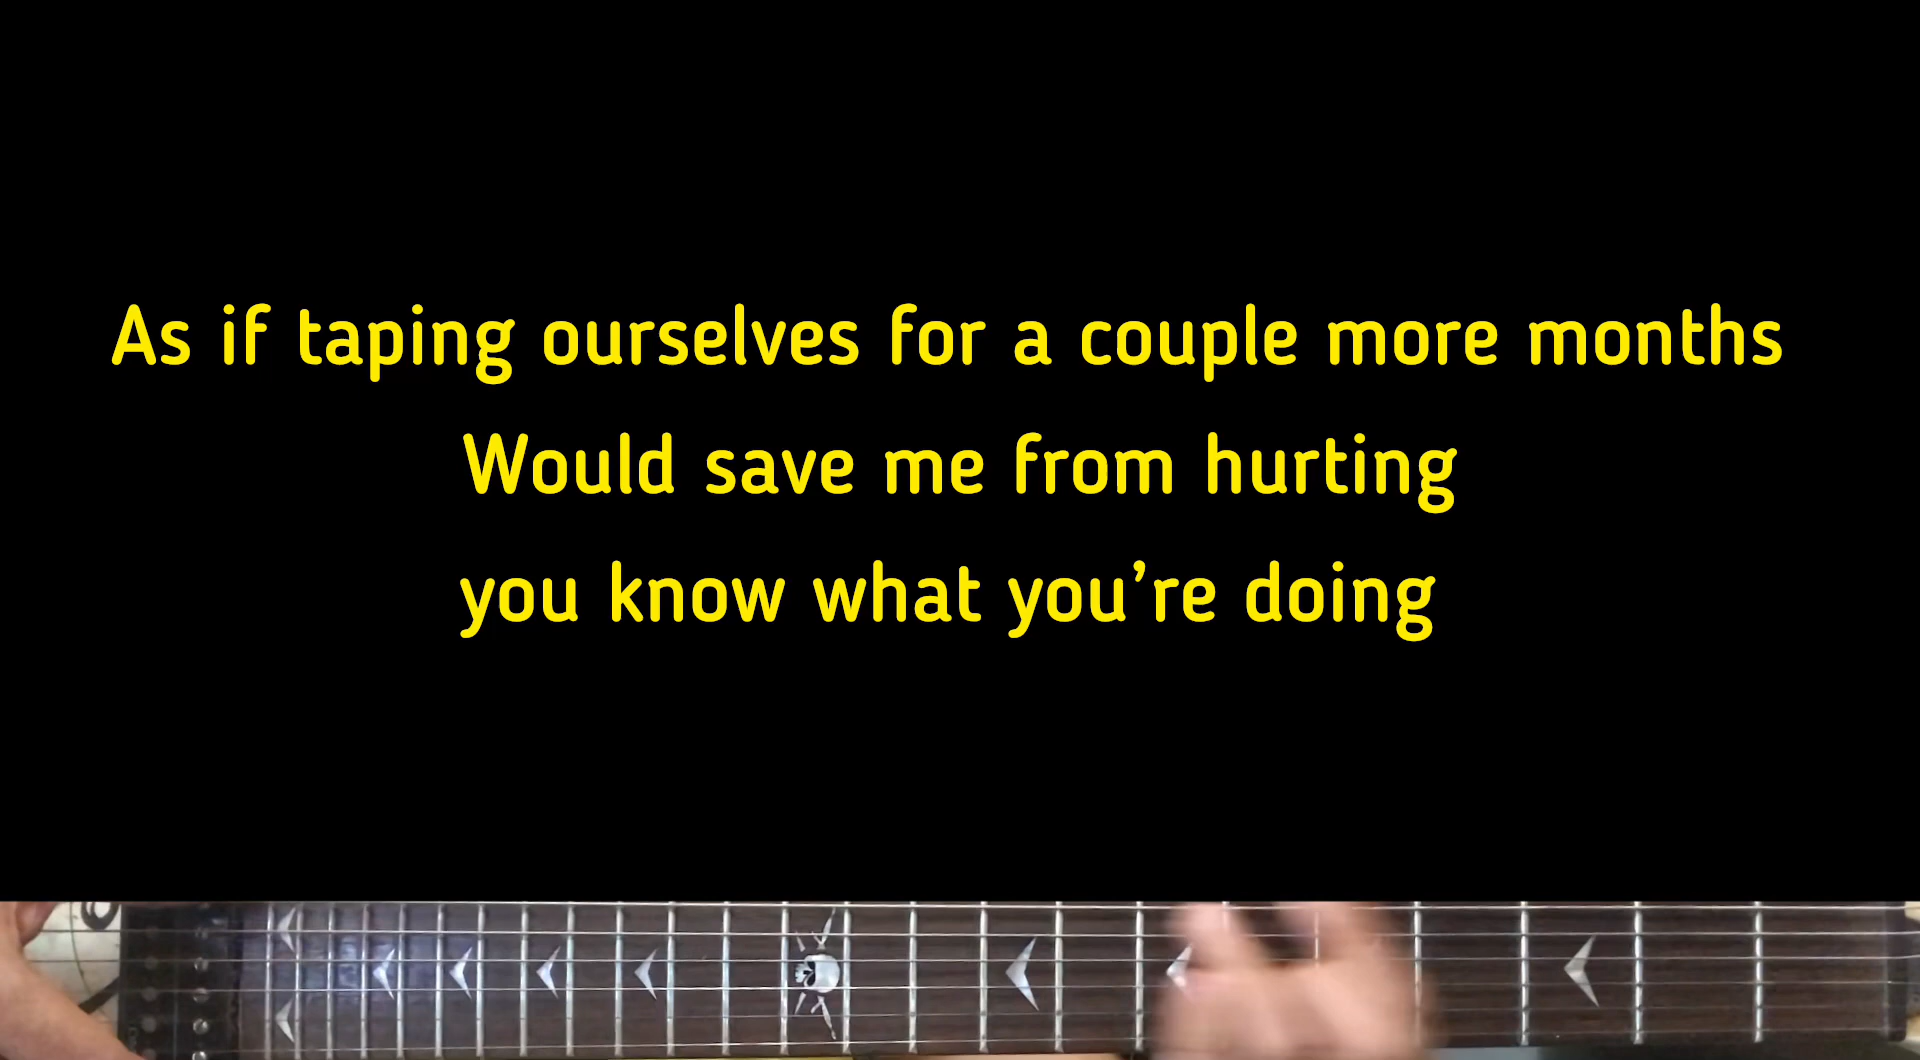 As if taping ourselves for a couple more months
Would save me from hurting
you know what you’re doing